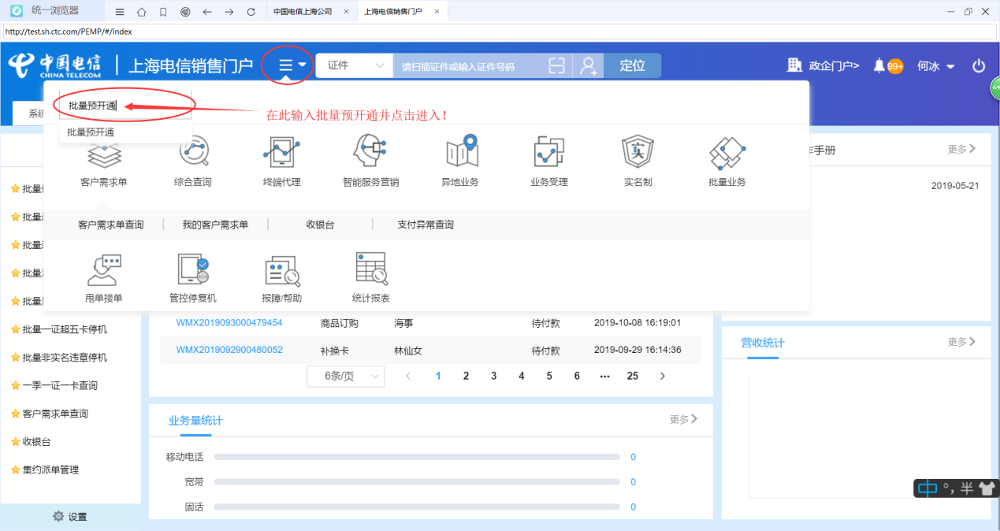 统一浏览器
中国电信上海公司 ×
上海电信销售门户 ×
http://test.sh.ctc.com/PEMP/#/index
中国电信
CHINA TELECOM
上海电信销售门户
证件
请扫描证件或输入证件号码
定位
政企门户>
99+
何冰
64
系统
批量预开通
在此输入批量预开通并点击进入!
批量预开通
客户需求单
综合查询
终端代理
智能服务营销
异地业务
业务受理
实
实名制
批量业务
客户需求单查询
我的客户需求单
收银台
支付异常查询
甩单接单
管控停复机
报障/帮助
统计报表
手册
更多
2019-05-21
批量
批量
批量
批量
批量
批量一证超五卡停机
批量非实名违章停机
一季一证一卡查询
客户需求单查询
收银台
集约派单管理
设置
WMX2019093000479454 商品订购 海事 待付款 2019-10-08 16:19:01
WMX2019092900480052 补换卡 林仙女 待付款 2019-09-29 16:14:36
6条/页 < 1 2 3 4 5 6 ••• 25 >
业务量统计
更多
移动电话 0
宽带 0
固话 0
营收统计
更多
中 °, 半